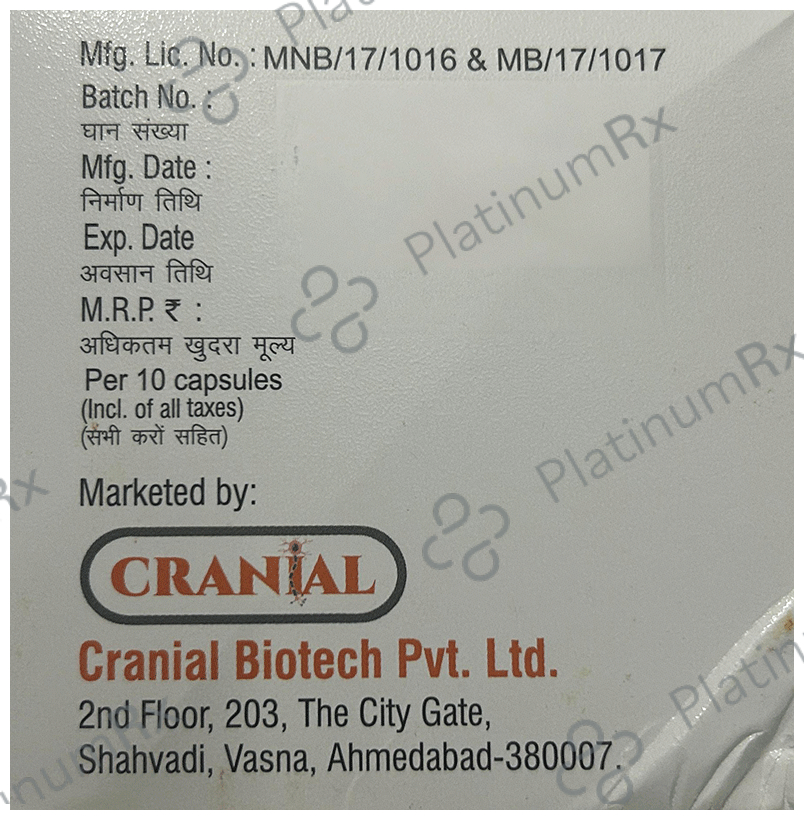 Mfg. Lic. No. : MNB/17/1016 & MB/17/1017
Batch No. :
घान संख्या
Mfg. Date :
निर्माण तिथि
Exp. Date
अवसान तिथि
M.R.P. ₹ :
अधिकतम खुदरा मूल्य
Per 10 capsules
(Incl. of all taxes)
(सभी करों सहित)
Marketed by:
CRANIAL
Cranial Biotech Pvt. Ltd.
2nd Floor, 203, The City Gate,
Shahvadi, Vasna, Ahmedabad-380007.
PlatinumRx
PlatinumRx